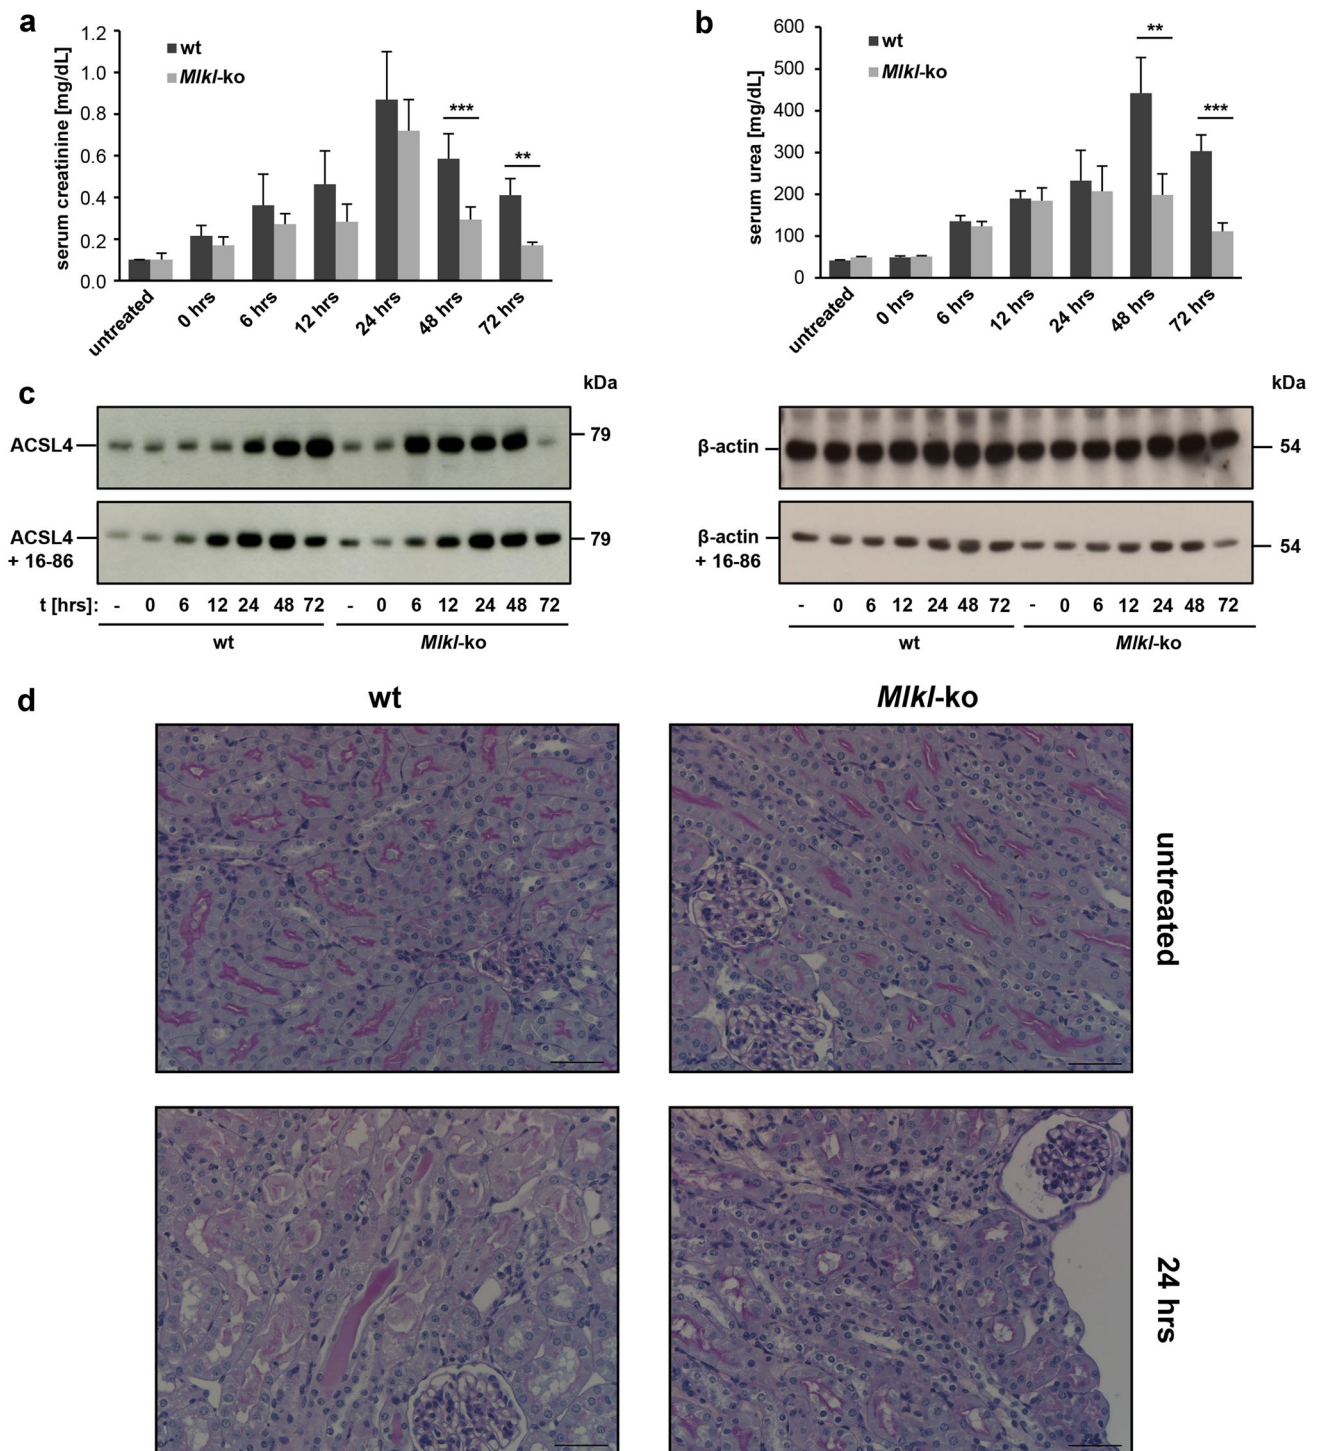 a
1.2
1.0
0.8
0.6
0.4
0.2
0.0
serum creatinine [mg/dL]
wt
Mlkl-ko
***
**
untreated
0 hrs
6 hrs
12 hrs
24 hrs
48 hrs
72 hrs
b
600
500
400
300
200
100
0
serum urea [mg/dL]
wt
Mlkl-ko
**
***
untreated
0 hrs
6 hrs
12 hrs
24 hrs
48 hrs
72 hrs
c
kDa
ACSL4
79
ACSL4
+ 16-86
79
t [hrs]: - 0 6 12 24 48 72 - 0 6 12 24 48 72
wt Mlkl-ko
kDa
β-actin
54
β-actin
+ 16-86
54
- 0 6 12 24 48 72 - 0 6 12 24 48 72
wt Mlkl-ko
d
wt Mlkl-ko
untreated
24 hrs